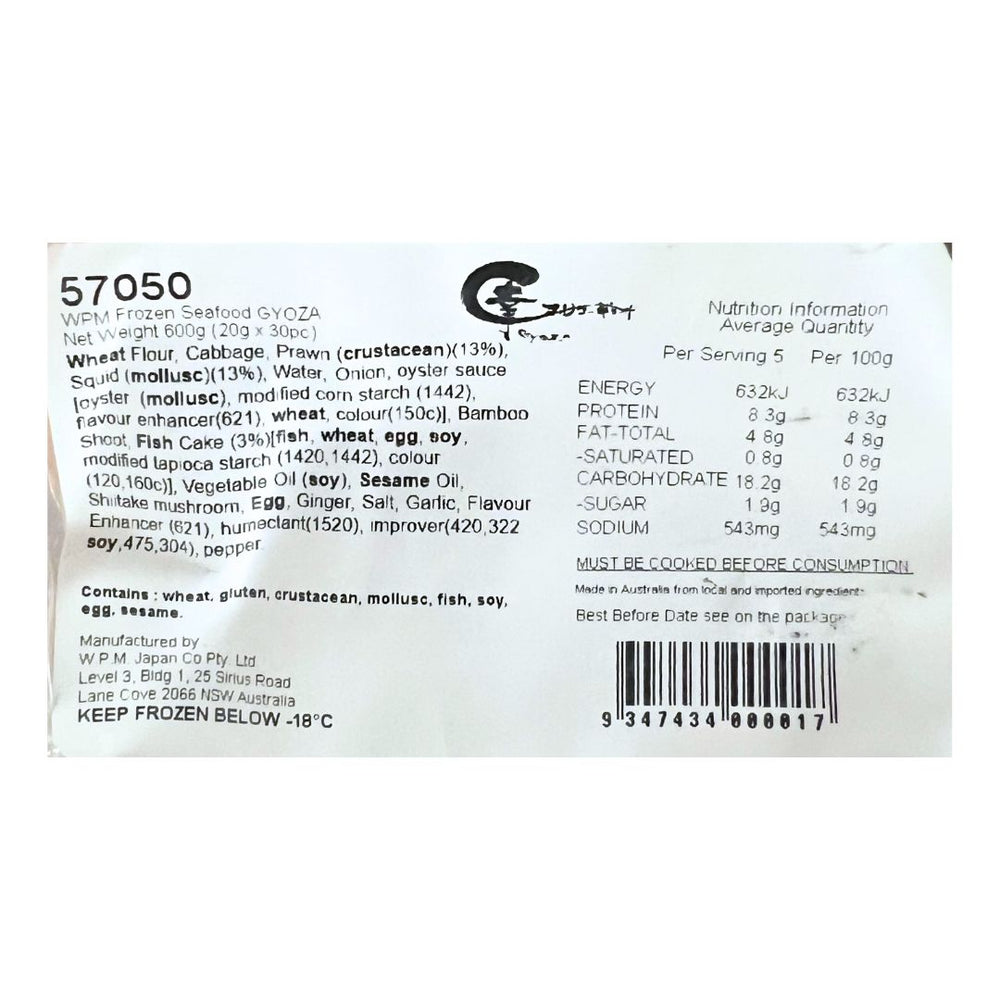 57050
WPM Frozen Seafood GYOZA
Net Weight 600g (20g x 30pc)
Wheat Flour, Cabbage, Prawn (crustacean)(13%),
Squid (mollusc)(13%), Water, Onion, oyster sauce
[oyster (mollusc), modified corn starch (1442),
flavour enhancer(621), wheat, colour(150c)], Bamboo
Shoot, Fish Cake (3%)[fish, wheat, egg, soy,
modified tapioca starch (1420,1442), colour
(120,160c)], Vegetable Oil (soy), Sesame Oil,
Shiitake mushroom, Egg, Ginger, Salt, Garlic, Flavour
Enhancer (621), humectant(1520), improver(420,322
soy,475,304), pepper
Contains : wheat, gluten, crustacean, mollusc, fish, soy,
egg, sesame.
Manufactured by
W.P.M. Japan Co Pty. Ltd
Level 3, Bldg 1, 25 Sirius Road
Lane Cove 2066 NSW Australia
KEEP FROZEN BELOW -18°C
幸
Gyoza
Nutrition Information
Average Quantity
Per Serving 5 Per 100g
ENERGY 632kJ 632kJ
PROTEIN 8.3g 8.3g
FAT-TOTAL 4.8g 4.8g
-SATURATED 0.8g 0.8g
CARBOHYDRATE 18.2g 18.2g
-SUGAR 1.9g 1.9g
SODIUM 543mg 543mg
MUST BE COOKED BEFORE CONSUMPTION
Made in Australia from local and imported ingredient
Best Before Date see on the package
9 347434 000017